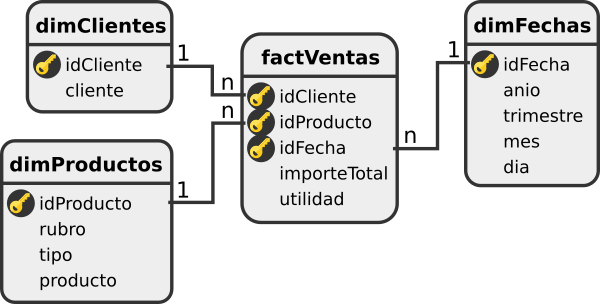 dimClientes
idCliente
cliente
1
n
factVentas
idCliente
idProducto
idFecha
importeTotal
utilidad
dimFechas
1
idFecha
anio
trimestre
mes
dia
n
dimProductos
n
1
idProducto
rubro
tipo
producto